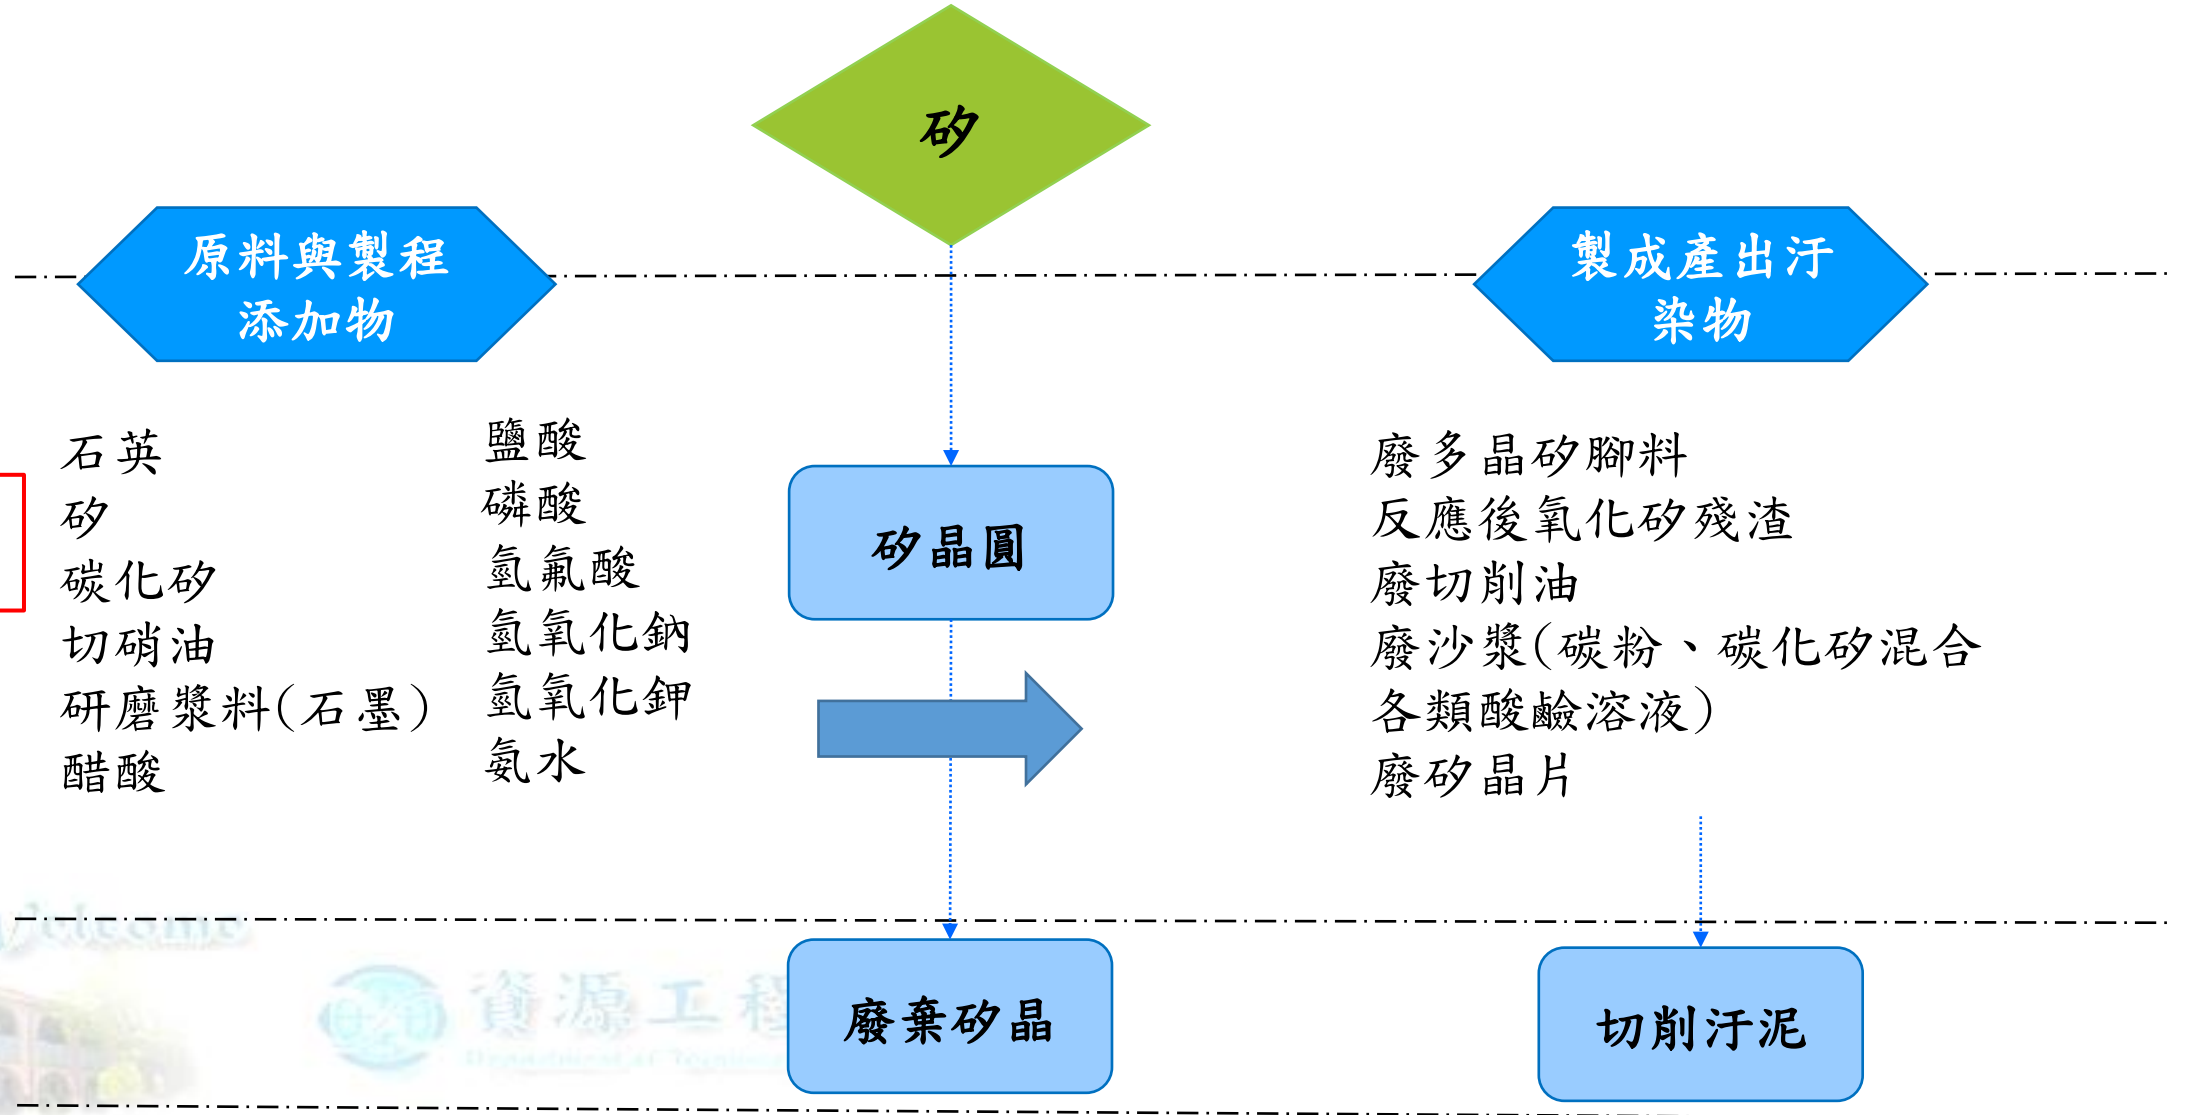 矽
原料與製程
添加物
製成產出汙
染物
石英
矽
碳化矽
切硝油
研磨漿料(石墨)
醋酸
鹽酸
磷酸
氫氟酸
氫氧化鈉
氫氧化鉀
氨水
矽晶圓
廢多晶矽腳料
反應後氧化矽殘渣
廢切削油
廢沙漿(碳粉、碳化矽混合
各類酸鹼溶液)
廢矽晶片
Welcome
資源工程
廢棄矽晶
切削汙泥